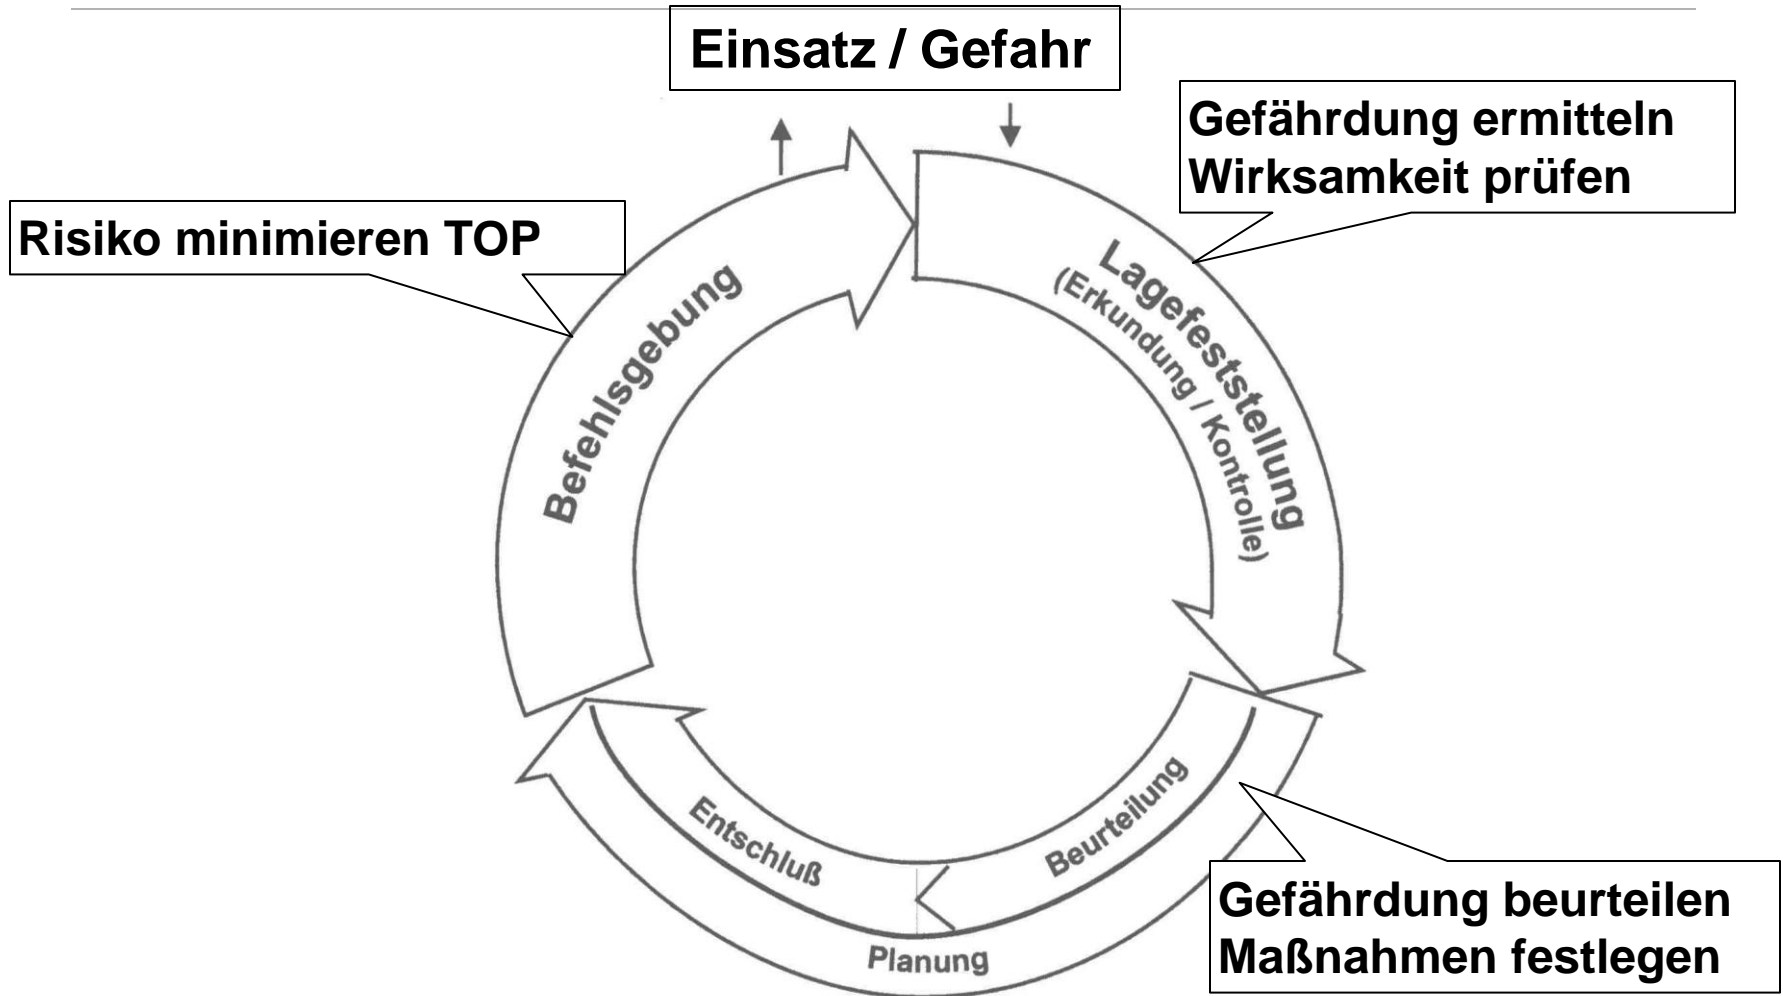 Einsatz / Gefahr
Gefährdung ermitteln
Wirksamkeit prüfen
Risiko minimieren TOP
Lagefeststellung
(Erkundung / Kontrolle)
Befehlsgebung
Entschluß
Beurteilung
Planung
Gefährdung beurteilen
Maßnahmen festlegen